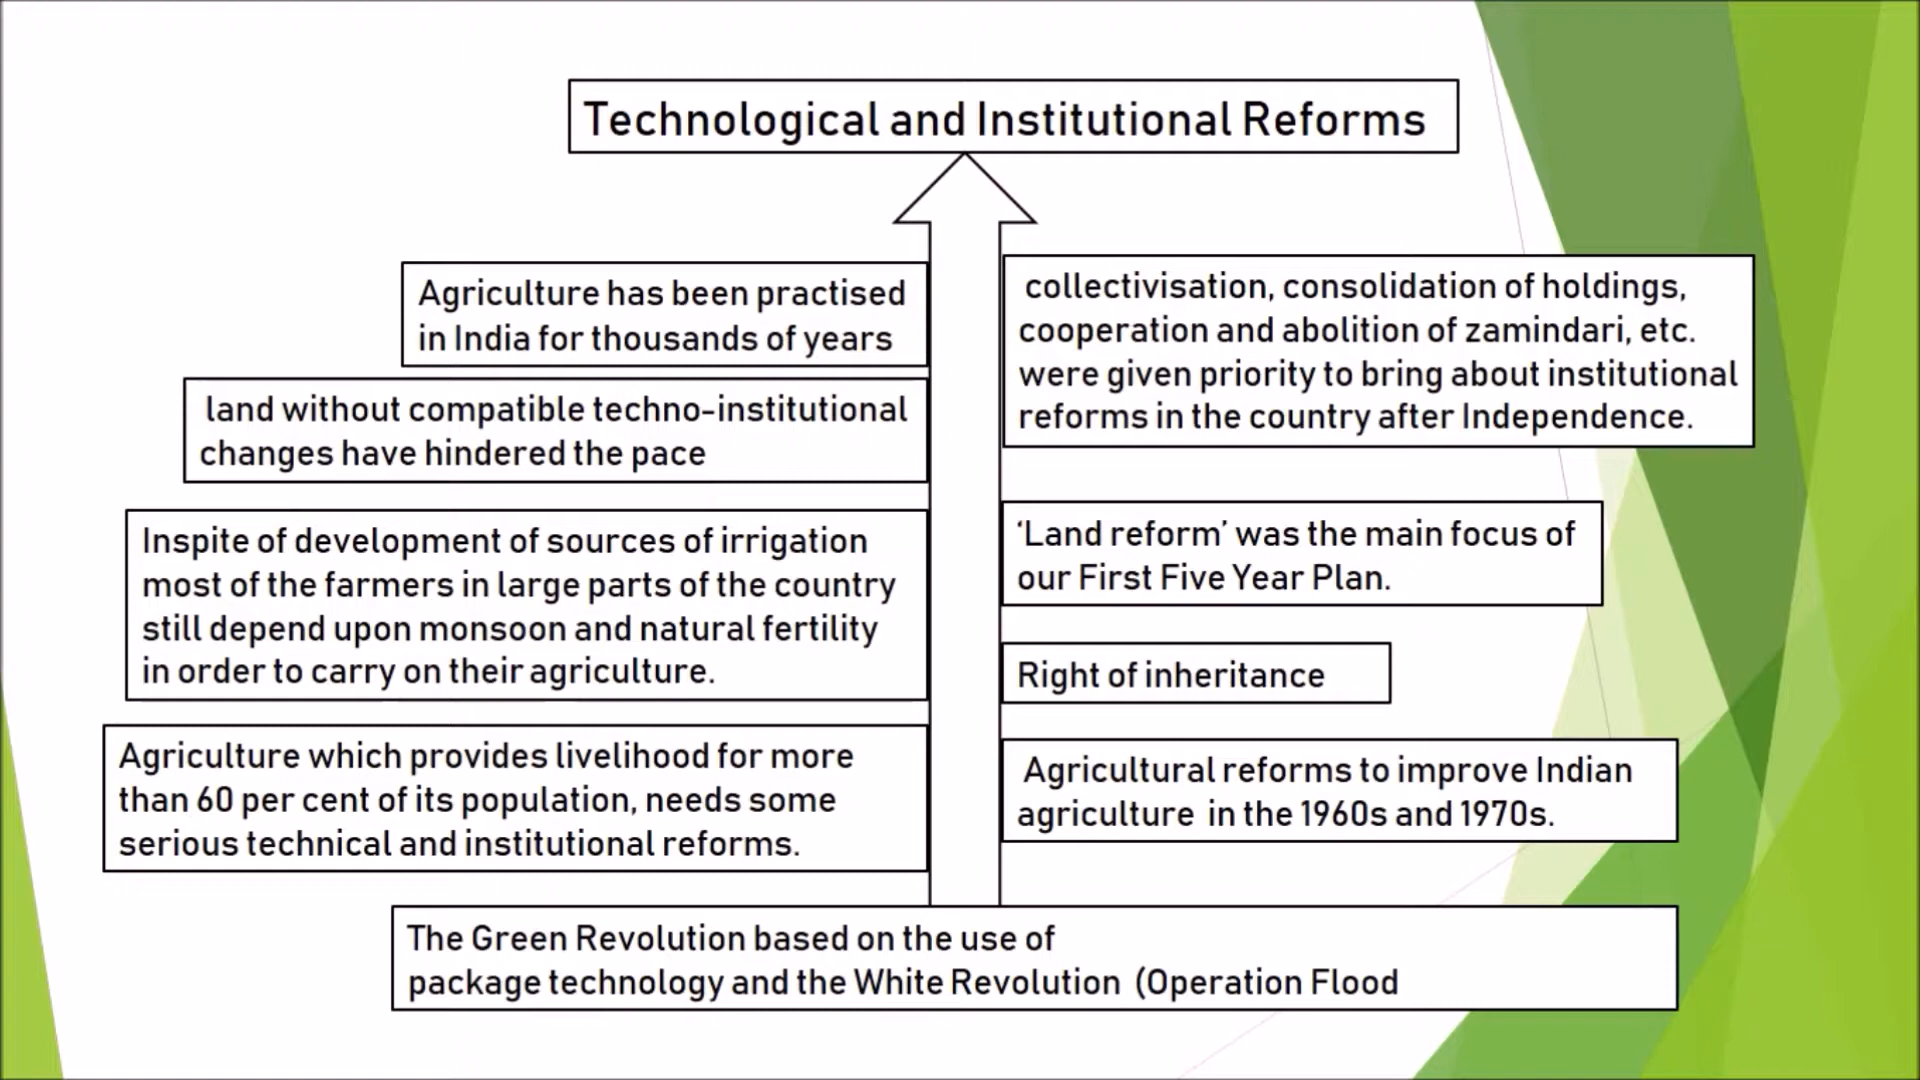 Technological and Institutional Reforms
Agriculture has been practised
in India for thousands of years
land without compatible techno-institutional
changes have hindered the pace
Inspite of development of sources of irrigation
most of the farmers in large parts of the country
still depend upon monsoon and natural fertility
in order to carry on their agriculture.
Agriculture which provides livelihood for more
than 60 per cent of its population, needs some
serious technical and institutional reforms.
collectivisation, consolidation of holdings,
cooperation and abolition of zamindari, etc.
were given priority to bring about institutional
reforms in the country after Independence.
‘Land reform’ was the main focus of
our First Five Year Plan.
Right of inheritance
Agricultural reforms to improve Indian
agriculture in the 1960s and 1970s.
The Green Revolution based on the use of
package technology and the White Revolution (Operation Flood